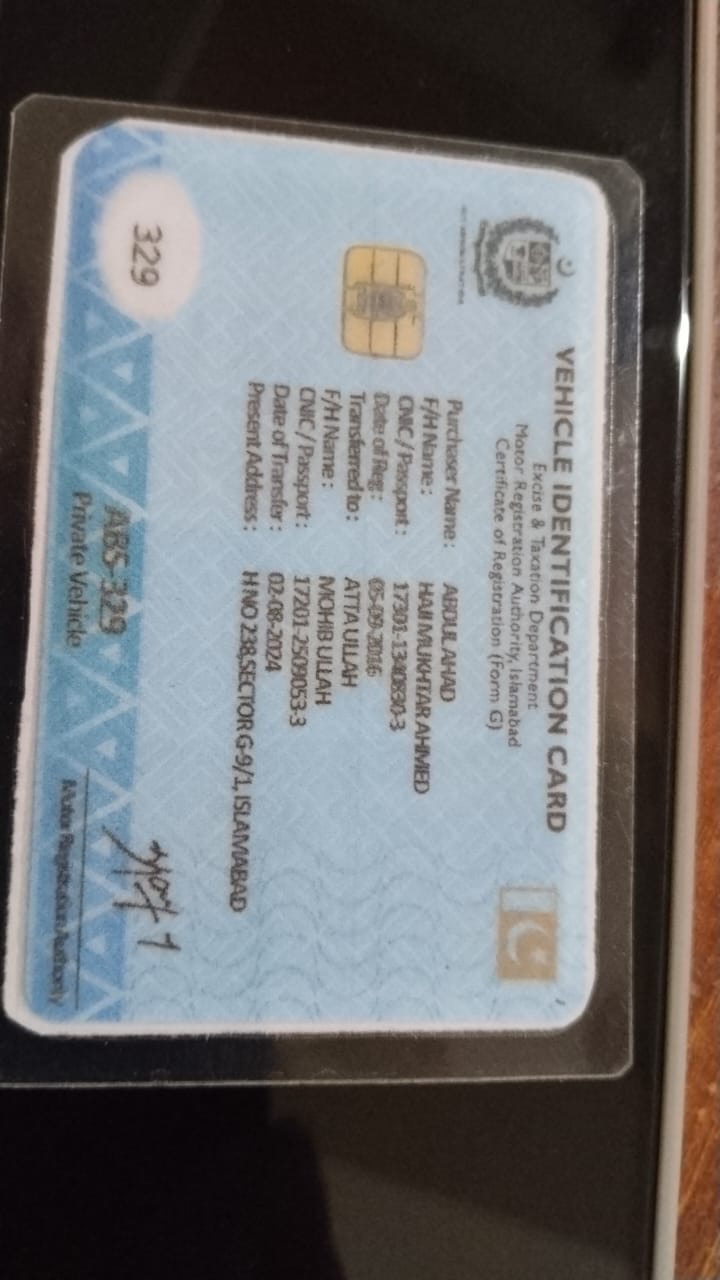 VEHICLE IDENTIFICATION CARD
Excise & Taxation Department
Motor Registration Authority, Islamabad
Certificate of Registration (Form G)
Purchaser Name : ABDUL AHAD
F/H Name : HAJI MUKHTAR AHMED
CNIC / Passport : 17301-1340830-3
Date of Reg : 05-09-2016
Transferred to : ATTA ULLAH
F/H Name : MOHIB ULLAH
CNIC / Passport : 17201-2509053-3
Date of Transfer : 02-08-2024
Present Address : H NO 238,SECTOR G-9/1, ISLAMABAD
329
ABS-329
Private Vehicle
Motor Registration Authority